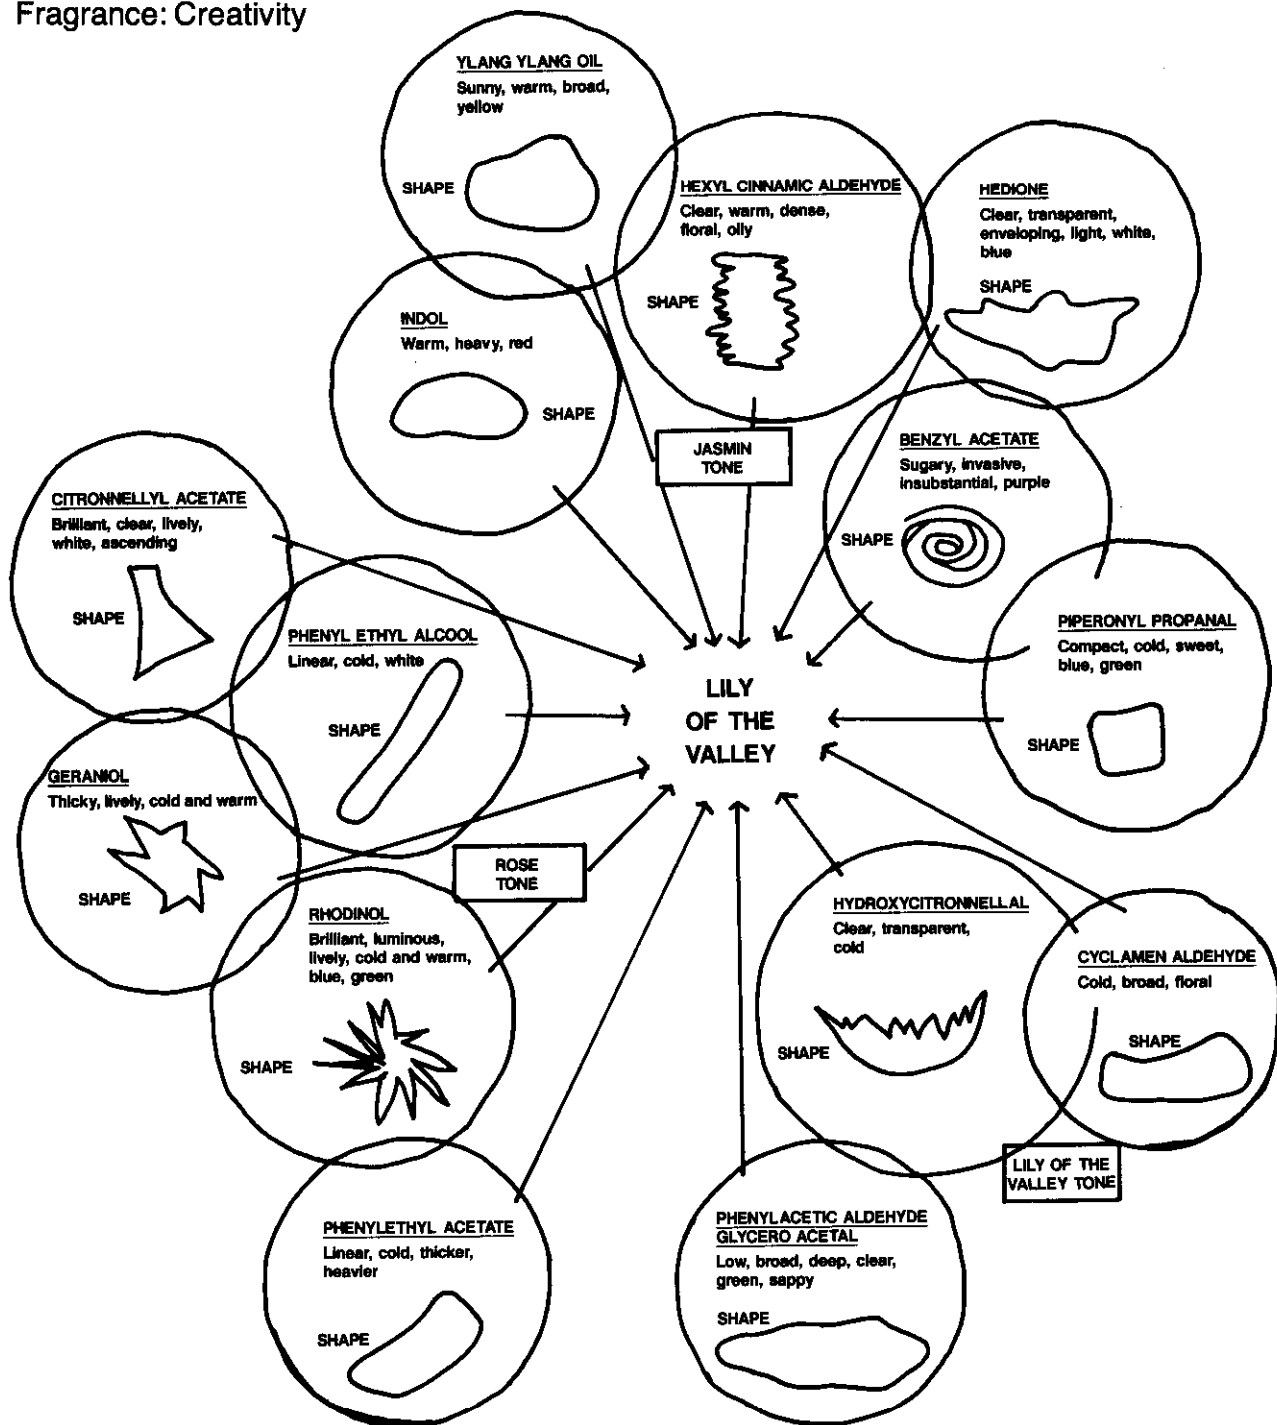 Fragrance: Creativity
YLANG YLANG OIL
Sunny, warm, broad,
yellow
SHAPE
HEXYL CINNAMIC ALDEHYDE
Clear, warm, dense,
floral, oily
SHAPE
HEDIONE
Clear, transparent,
enveloping, light, white,
blue
SHAPE
INDOL
Warm, heavy, red
SHAPE
JASMIN
TONE
BENZYL ACETATE
Sugary, invasive,
insubstantial, purple
SHAPE
CITRONNELLYL ACETATE
Brilliant, clear, lively,
white, ascending
SHAPE
PHENYL ETHYL ALCOOL
Linear, cold, white
SHAPE
PIPERONYL PROPANAL
Compact, cold, sweet,
blue, green
SHAPE
LILY
OF THE
VALLEY
GERANIOL
Thicky, lively, cold and warm
SHAPE
ROSE
TONE
RHODINOL
Brilliant, luminous,
lively, cold and warm,
blue, green
SHAPE
HYDROXYCITRONNELLAL
Clear, transparent,
cold
SHAPE
CYCLAMEN ALDEHYDE
Cold, broad, floral
SHAPE
LILY OF THE
VALLEY TONE
PHENYLETHYL ACETATE
Linear, cold, thicker,
heavier
SHAPE
PHENYLACETIC ALDEHYDE
GLYCERO ACETAL
Low, broad, deep, clear,
green, sappy
SHAPE